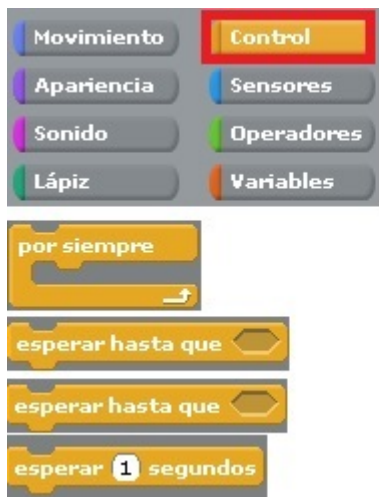 Movimiento Control
Apariencia Sensores
Sonido Operadores
Lápiz Variables
por siempre
esperar hasta que
esperar hasta que
esperar 1 segundos